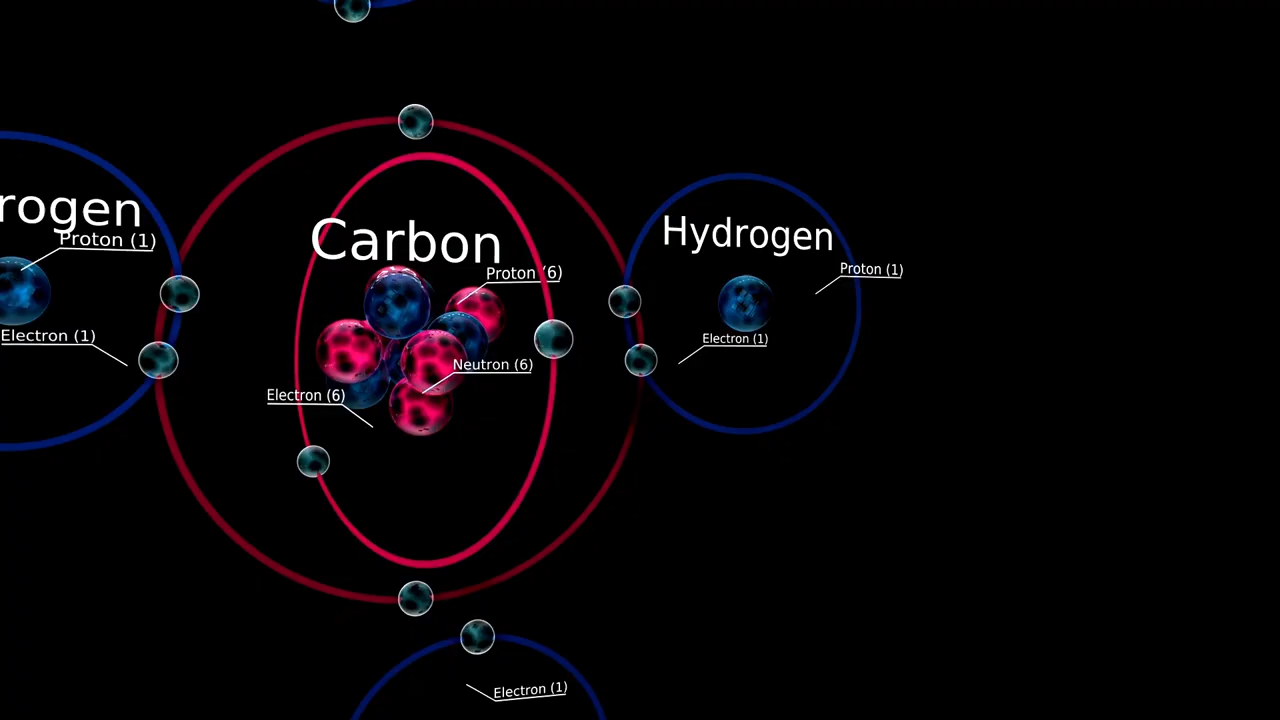 rogen
Proton (1)
Electron (1)
Carbon
Proton (6)
Neutron (6)
Electron (6)
Hydrogen
Proton (1)
Electron (1)
Electron (1)